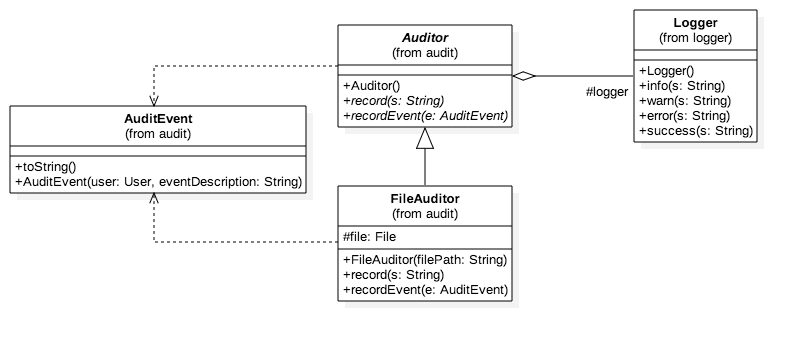 Auditor
(from audit)
+Auditor()
+record(s: String)
+recordEvent(e: AuditEvent)
Logger
(from logger)
+Logger()
+info(s: String)
+warn(s: String)
+error(s: String)
+success(s: String)
#logger
AuditEvent
(from audit)
+toString()
+AuditEvent(user: User, eventDescription: String)
FileAuditor
(from audit)
#file: File
+FileAuditor(filePath: String)
+record(s: String)
+recordEvent(e: AuditEvent)